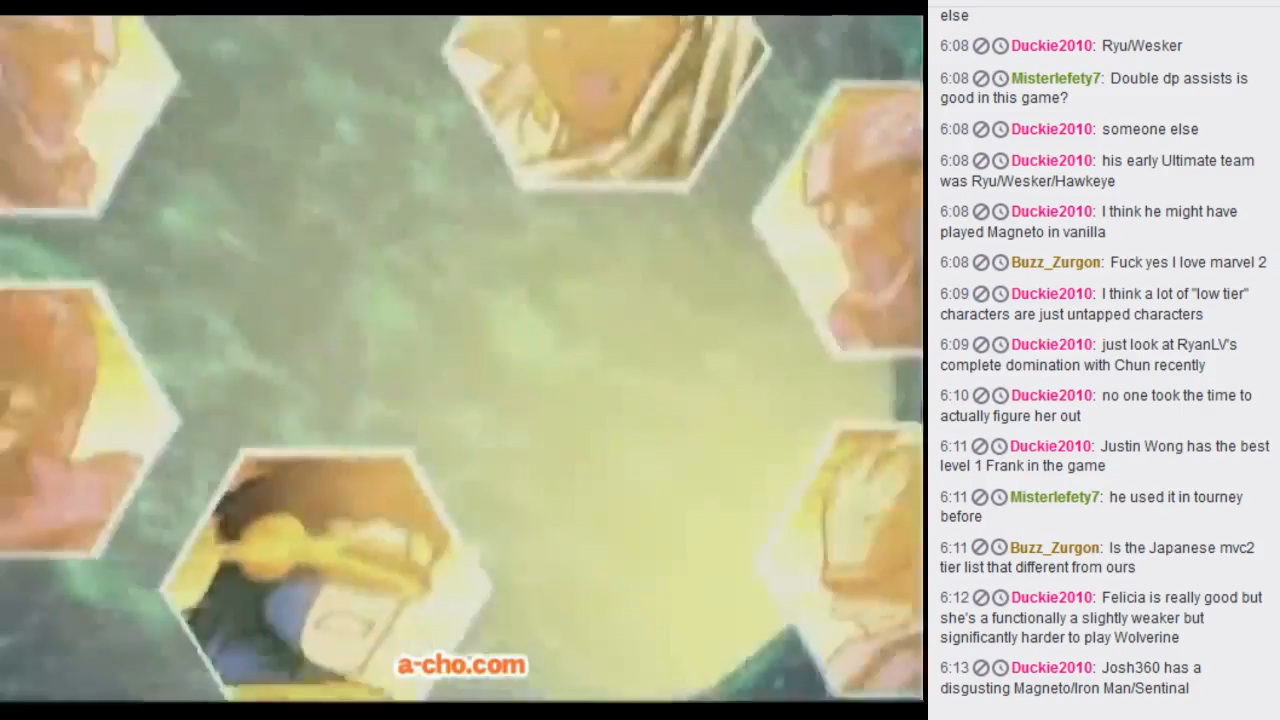 else
6:08 Duckie2010: Ryu/Wesker
6:08 Misterlefety7: Double dp assists is
good in this game?
6:08 Duckie2010: someone else
6:08 Duckie2010: his early Ultimate team
was Ryu/Wesker/Hawkeye
6:08 Duckie2010: I think he might have
played Magneto in vanilla
6:08 Buzz_Zurgon: Fuck yes I love marvel 2
6:09 Duckie2010: I think a lot of "low tier"
characters are just untapped characters
6:09 Duckie2010: just look at RyanLV's
complete domination with Chun recently
6:10 Duckie2010: no one took the time to
actually figure her out
6:11 Duckie2010: Justin Wong has the best
level 1 Frank in the game
6:11 Misterlefety7: he used it in tourney
before
6:11 Buzz_Zurgon: Is the Japanese mvc2
tier list that different from ours
6:12 Duckie2010: Felicia is really good but
she's a functionally a slightly weaker but
significantly harder to play Wolverine
6:13 Duckie2010: Josh360 has a
disgusting Magneto/Iron Man/Sentinal
a-cho.com